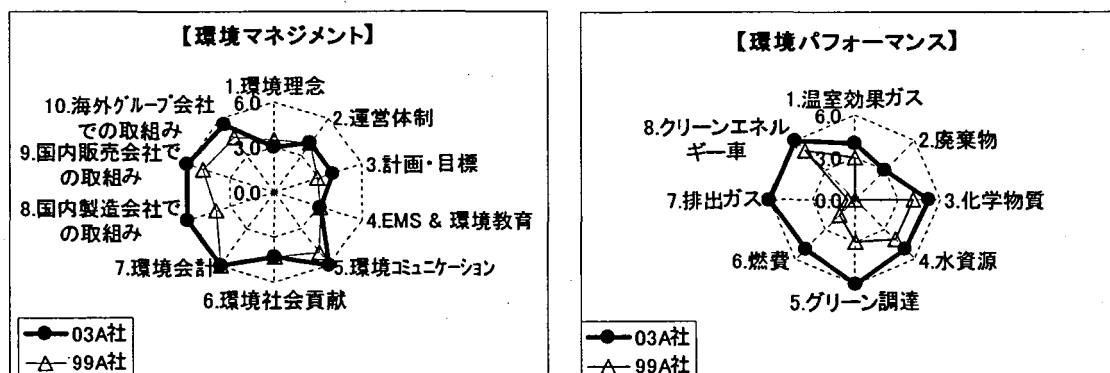 【環境マネジメント】
1.環境理念
6.0
2.運営体制
3.0
3.計画・目標
0.0
4.EMS & 環境教育
5.環境コミュニケーション
6.環境社会貢献
7.環境会計
8.国内製造会社で
の取組み
9.国内販売会社で
の取組み
10.海外グループ会社
での取組み
03A社
99A社
【環境パフォーマンス】
1.温室効果ガス
6.0
2.廃棄物
3.0
3.化学物質
0.0
4.水資源
5.グリーン調達
6.燃費
7.排出ガス
8.クリーンエネル
ギー車
03A社
99A社